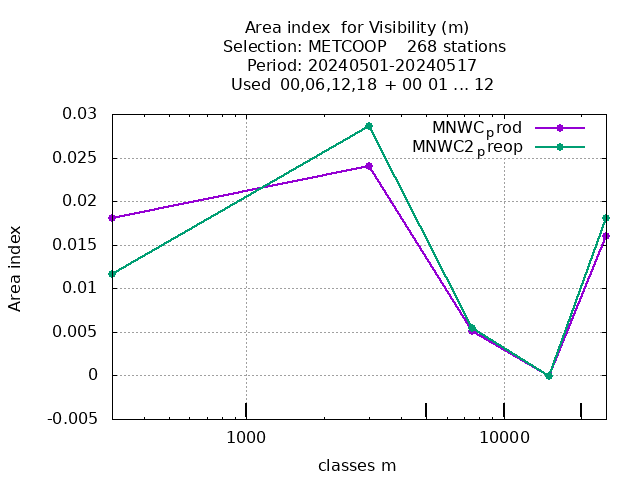 Area index  for Visibility (m)
Selection: METCOOP    268 stations
Period: 20240501-20240517
Used  00,06,12,18 + 00 01 ... 12
MNWCprod
MNWC2preop
0.03
0.025
0.02
0.015
0.01
0.005
0
-0.005
Area index
1000
10000
classes m